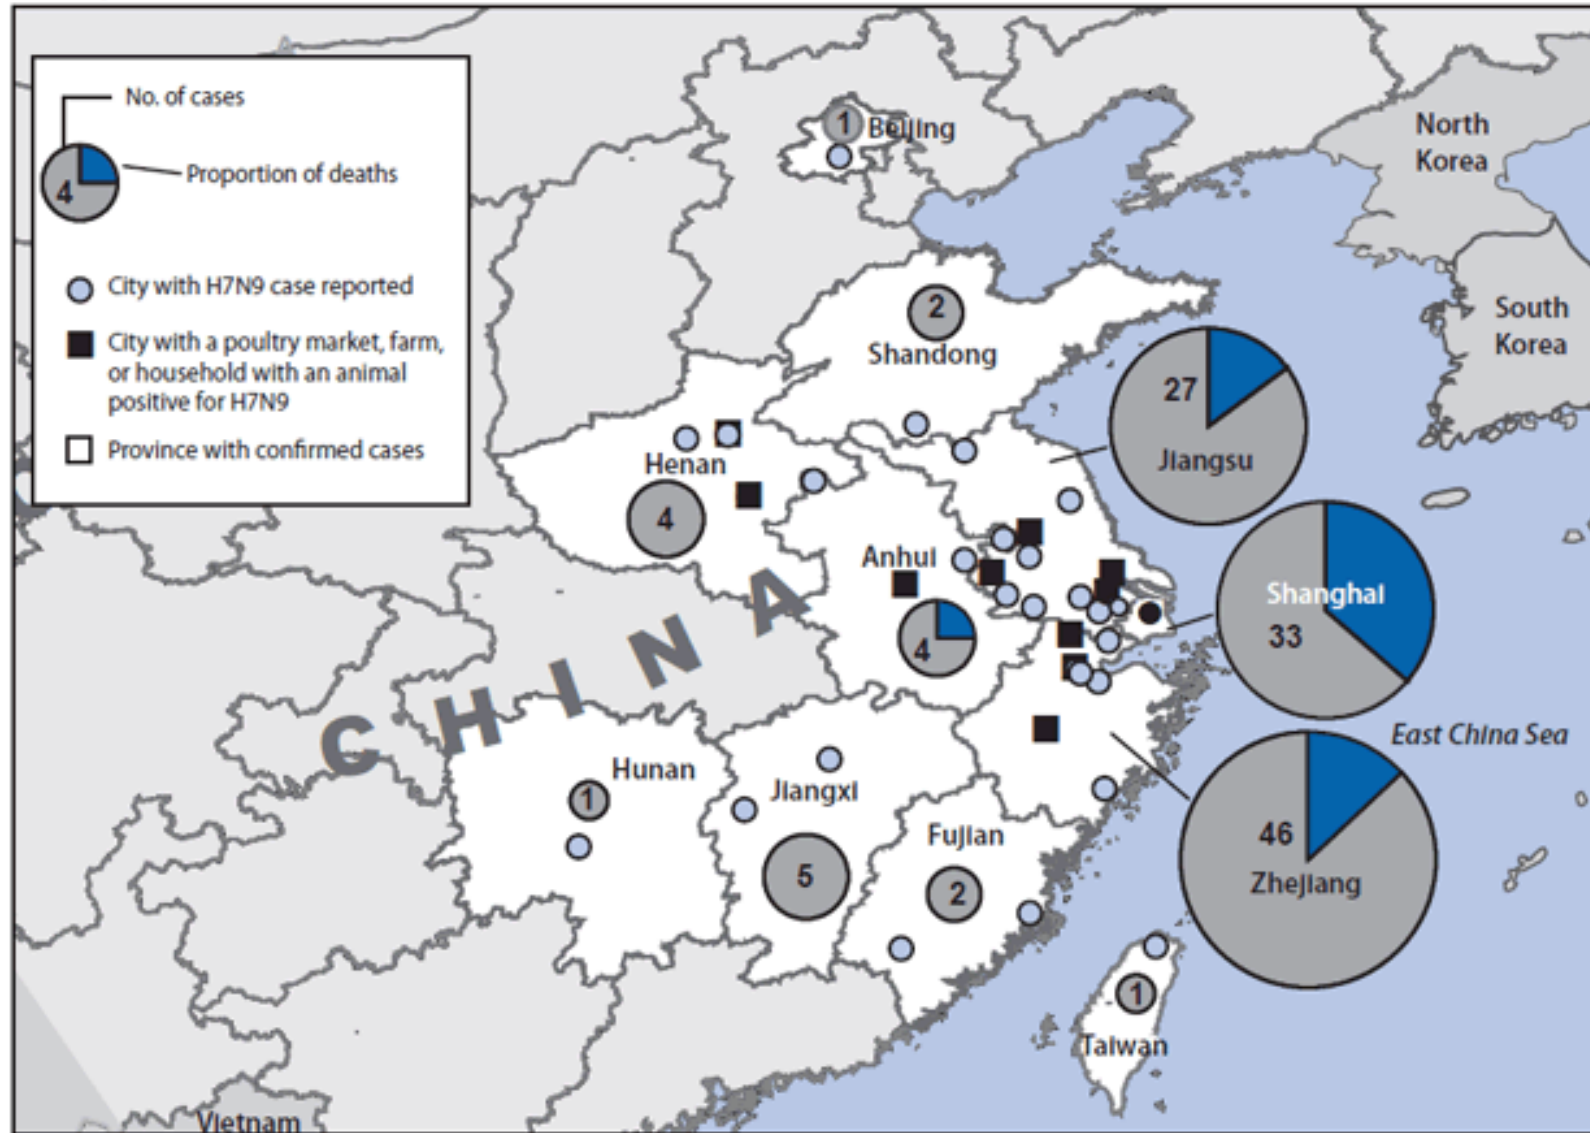 No. of cases
4
Proportion of deaths
City with H7N9 case reported
City with a poultry market, farm,
or household with an animal
positive for H7N9
Province with confirmed cases
1
Beijing
North
Korea
South
Korea
2
Shandong
27
Jiangsu
Henan
4
Anhui
4
Shanghai
33
CHINA
East China Sea
Hunan
1
Jiangxi
5
Fujian
2
46
Zhejiang
1
Taiwan
Vietnam